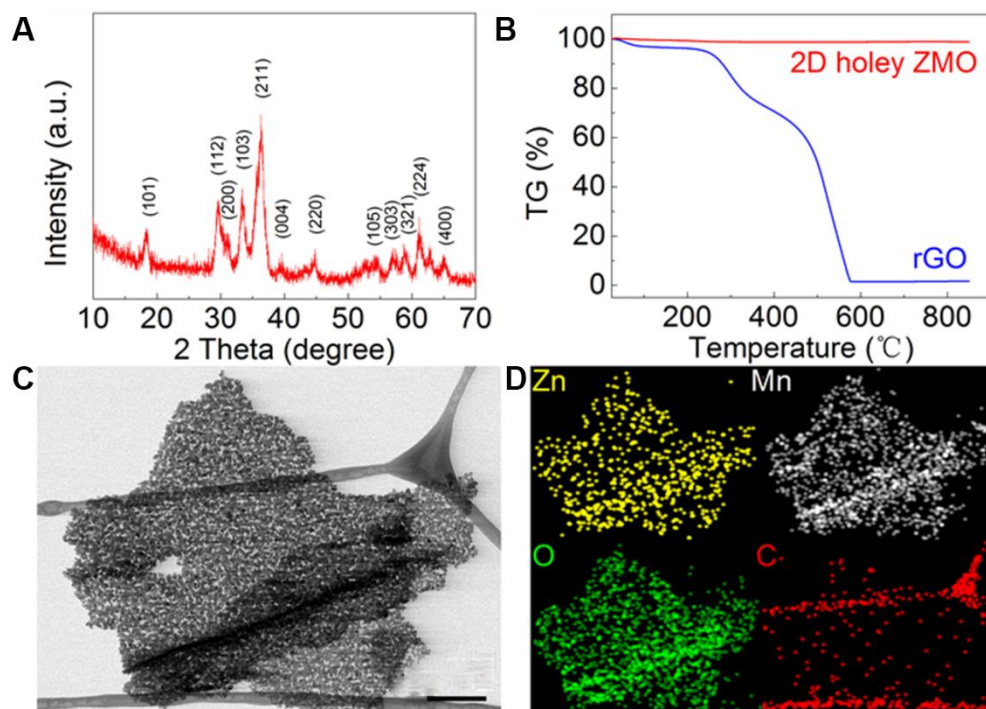 A
Intensity (a.u.)
(101)
(112)
(200)
(103)
(211)
(004)
(220)
(105)
(303)
(321)
(224)
(400)
10 20 30 40 50 60 70
2 Theta (degree)
B
TG (%)
100
80
60
40
20
0
2D holey ZMO
rGO
200 400 600 800
Temperature (℃)
C
D
Zn
Mn
O
C